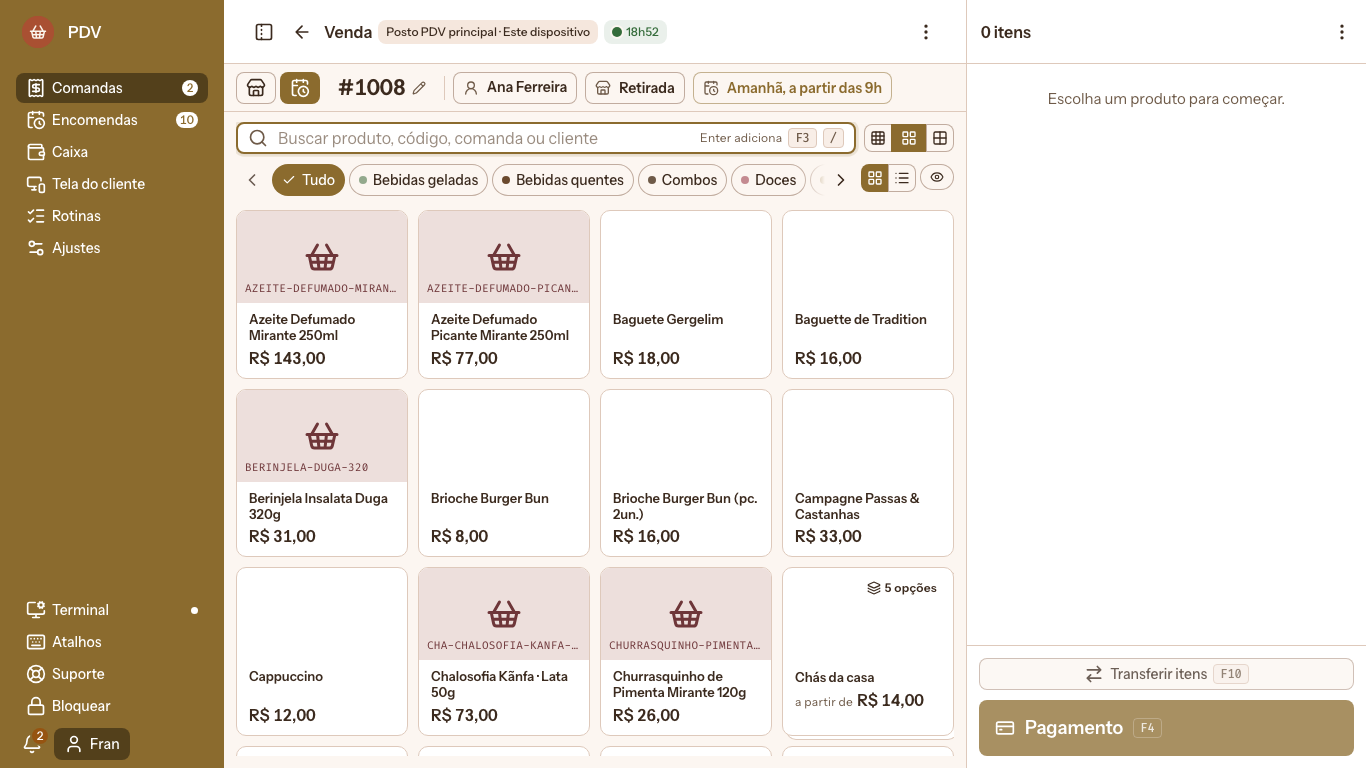 PDV
Comandas 2
Encomendas 10
Caixa
Tela do cliente
Rotinas
Ajustes
Terminal
Atalhos
Suporte
Bloquear
2
Fran
Venda
Posto PDV principal · Este dispositivo
18h52
#1008
Ana Ferreira
Retirada
Amanhã, a partir das 9h
Buscar produto, código, comanda ou cliente
Enter adiciona F3 /
Tudo
Bebidas geladas
Bebidas quentes
Combos
Doces
AZEITE-DEFUMADO-MIRAN…
Azeite Defumado
Mirante 250ml
R$ 143,00
AZEITE-DEFUMADO-PICAN…
Azeite Defumado
Picante Mirante 250ml
R$ 77,00
Baguete Gergelim
R$ 18,00
Baguette de Tradition
R$ 16,00
BERINJELA-DUGA-320
Berinjela Insalata Duga
320g
R$ 31,00
Brioche Burger Bun
R$ 8,00
Brioche Burger Bun (pc.
2un.)
R$ 16,00
Campagne Passas &
Castanhas
R$ 33,00
Cappuccino
R$ 12,00
CHA-CHALOSOFIA-KANFA-…
Chalosofia Kãnfa · Lata
50g
R$ 73,00
CHURRASQUINHO-PIMENTA…
Churrasquinho de
Pimenta Mirante 120g
R$ 26,00
5 opções
Chás da casa
a partir de R$ 14,00
0 itens
Escolha um produto para começar.
Transferir itens F10
Pagamento F4